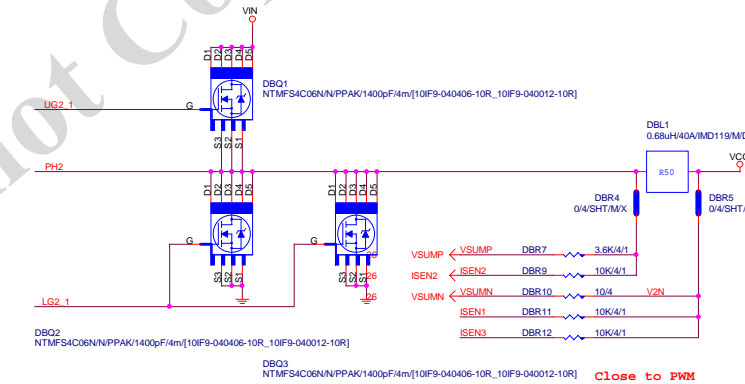 not Co
VIN
D1 D2 D3 D4 D5
DBQ1
NTMFS4C06N/N/PPAK/1400pF/4m/[10IF9-040406-10R_10IF9-040012-10R]
UG2_1
G
S3 S2 S1
DBL1
0.68uH/40A/IMD119/M/D
PH2
VCC
R50
D1 D2 D3 D4 D5
D1 D2 D3 D4 D5
DBR4
0/4/SHT/M/X
DBR5
0/4/SHT/
G
G
VSUMP VSUMP DBR7 3.6K/4/1
ISEN2 ISEN2 DBR9 10K/4/1
26
VSUMN VSUMN DBR10 10/4 V2N
26
S3 S2 S1
S3 S2 S1
LG2_1
ISEN1 DBR11 10K/4/1
ISEN3 DBR12 10K/4/1
DBQ2
NTMFS4C06N/N/PPAK/1400pF/4m/[10IF9-040406-10R_10IF9-040012-10R]
DBQ3
NTMFS4C06N/N/PPAK/1400pF/4m/[10IF9-040406-10R_10IF9-040012-10R]
Close to PWM